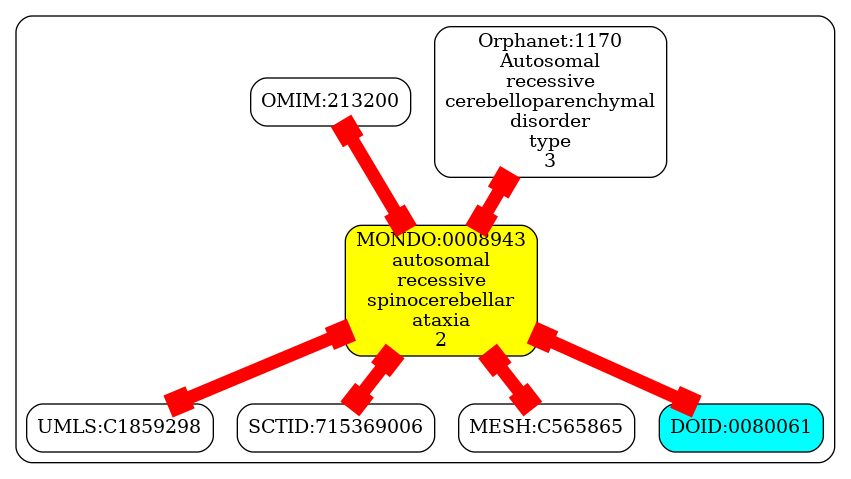 Orphanet:1170
Autosomal
recessive
cerebelloparenchymal
disorder
type
3
OMIM:213200
MONDO:0008943
autosomal
recessive
spinocerebellar
ataxia
2
UMLS:C1859298
SCTID:715369006
MESH:C565865
DOID:0080061